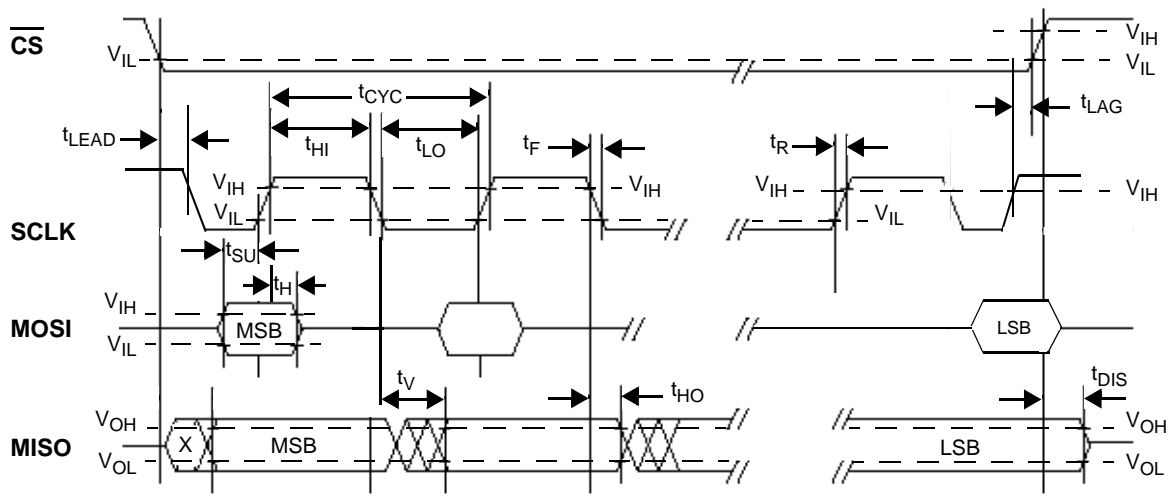 CS
VIH
VIL
VIL
tCYC
tLEAD
tHI
tLO
tF
tR
tLAG
VIH
VIH
VIH
VIH
VIL
VIL
SCLK
tSU
tH
VIH
MOSI
MSB
LSB
VIL
tV
tHO
tDIS
VOH
VOH
MISO
X
MSB
LSB
VOL
VOL